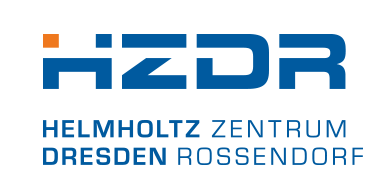 HZDR
HELMHOLTZ ZENTRUM
DRESDEN ROSSENDORF